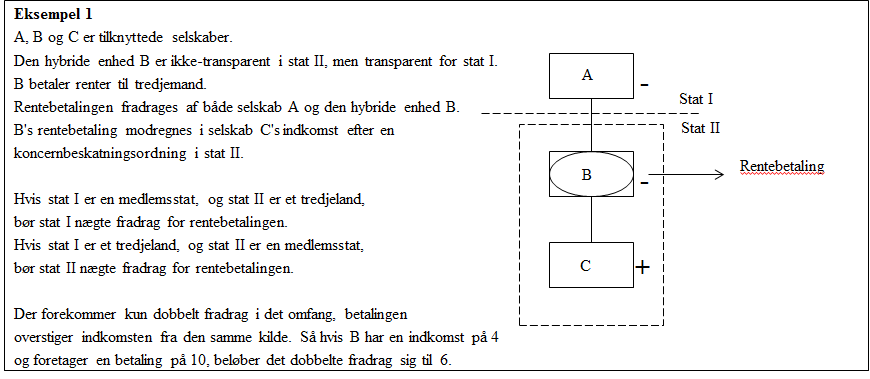 Eksempel 1
A, B og C er tilknyttede selskaber.
Den hybride enhed B er ikke-transparent i stat II, men transparent for stat I.
B betaler renter til tredjemand.
Rentebetalingen fradrages af både selskab A og den hybride enhed B.
B's rentebetaling modregnes i selskab C's indkomst efter en
koncernbeskatningsordning i stat II.
Hvis stat I er en medlemsstat, og stat II er et tredjeland,
bør stat I nægte fradrag for rentebetalingen.
Hvis stat I er et tredjeland, og stat II er en medlemsstat,
bør stat II nægte fradrag for rentebetalingen.
Der forekommer kun dobbelt fradrag i det omfang, betalingen
overstiger indkomsten fra den samme kilde. Så hvis B har en indkomst på 4
og foretager en betaling på 10, beløber det dobbelte fradrag sig til 6.
A
-
Stat I
Stat II
B
-
Rentebetaling
C
+